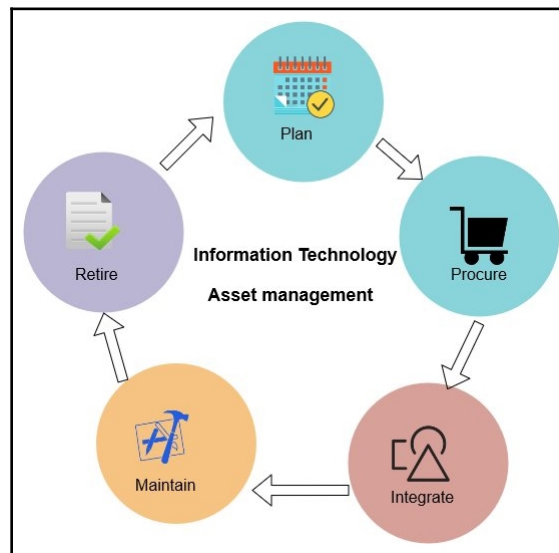 Plan
Information Technology
Asset management
Procure
Integrate
Maintain
Retire